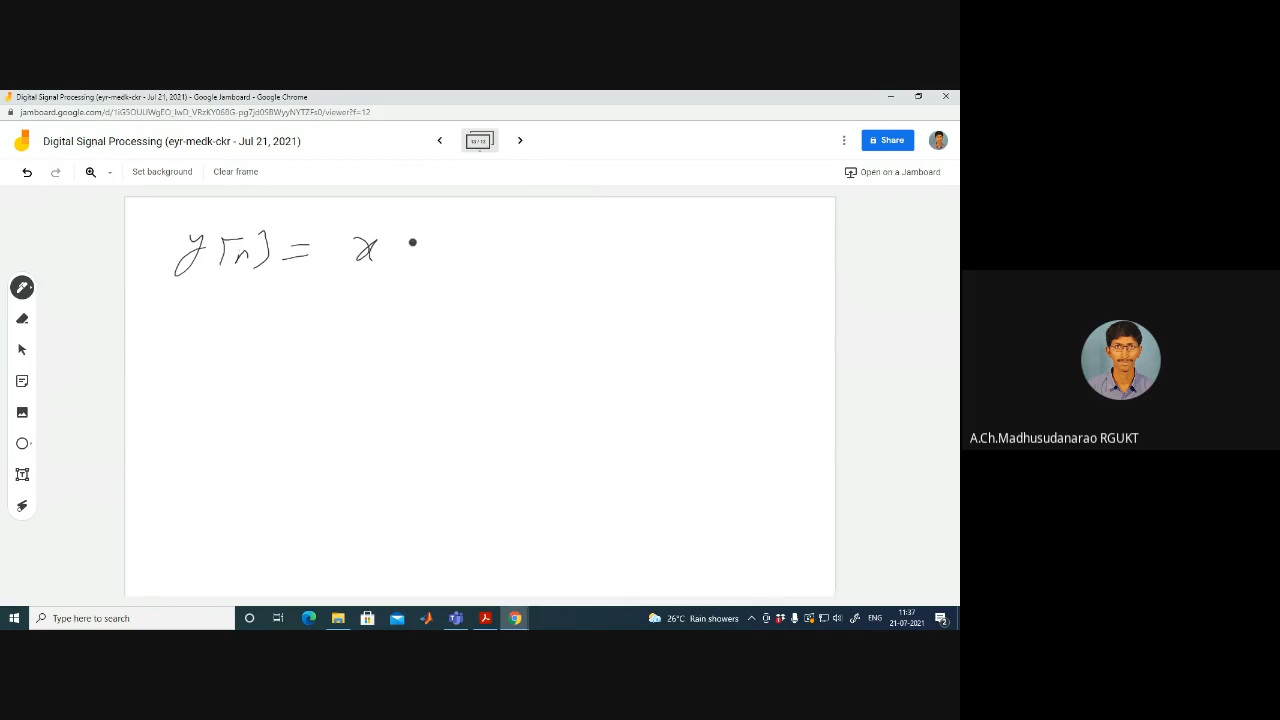 Digital Signal Processing (eyr-medk-ckr - Jul 21, 2021) - Google Jamboard - Google Chrome
Digital Signal Processing (eyr-medk-ckr - Jul 21, 2021)
Share
Set background
Clear frame
Open on a Jamboard
y[n] = x
A.Ch.Madhusudanarao RGUKT
Type here to search
26°C Rain showers
ENG
11:37
21-07-2021